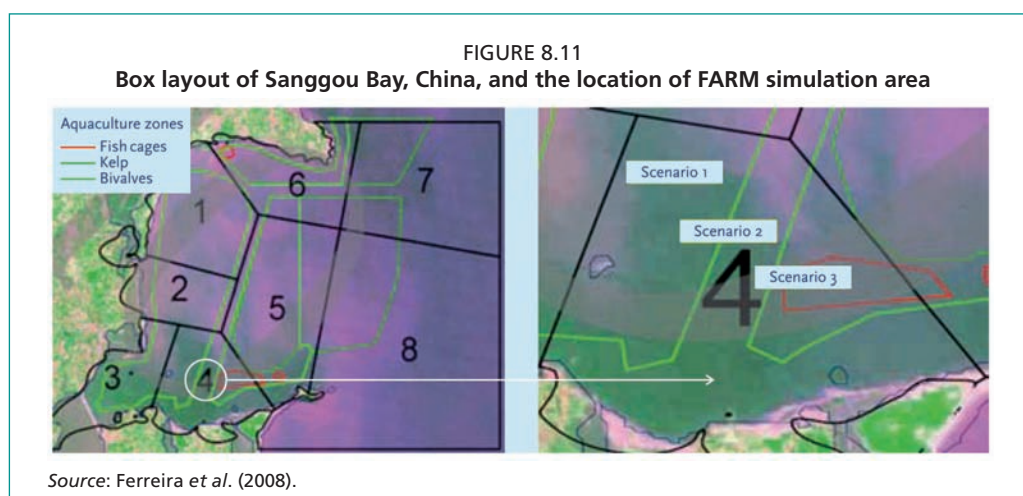 FIGURE 8.11
Box layout of Sanggou Bay, China, and the location of FARM simulation area
Aquaculture zones
Fish cages
Kelp
Bivalves
1
2
3
4
5
6
7
8
Scenario 1
Scenario 2
4
Scenario 3
Source: Ferreira et al. (2008).